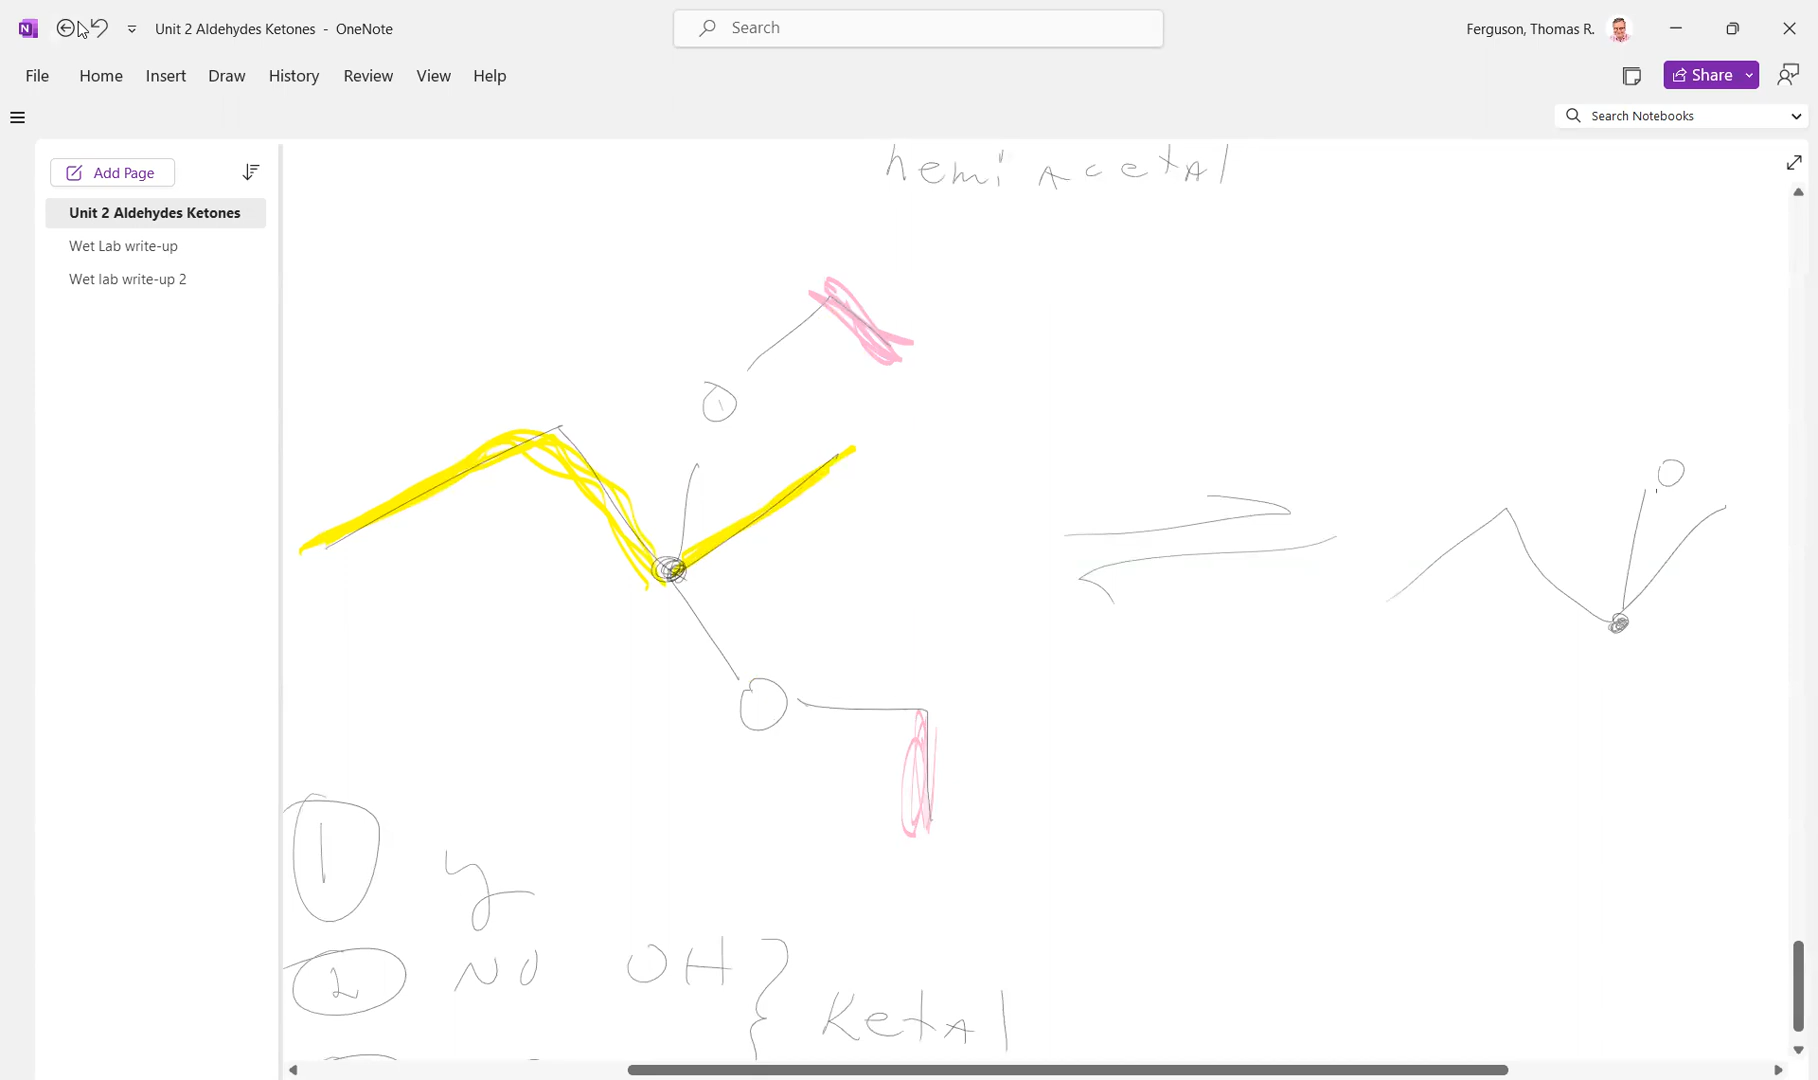 Unit 2 Aldehydes Ketones - OneNote
Search
Ferguson, Thomas R.
File Home Insert Draw History Review View Help
Share
Search Notebooks
Add Page
Unit 2 Aldehydes Ketones
Wet Lab write-up
Wet lab write-up 2
hemi acetal
O
O
O
1 y
2 NO OH } Ketal